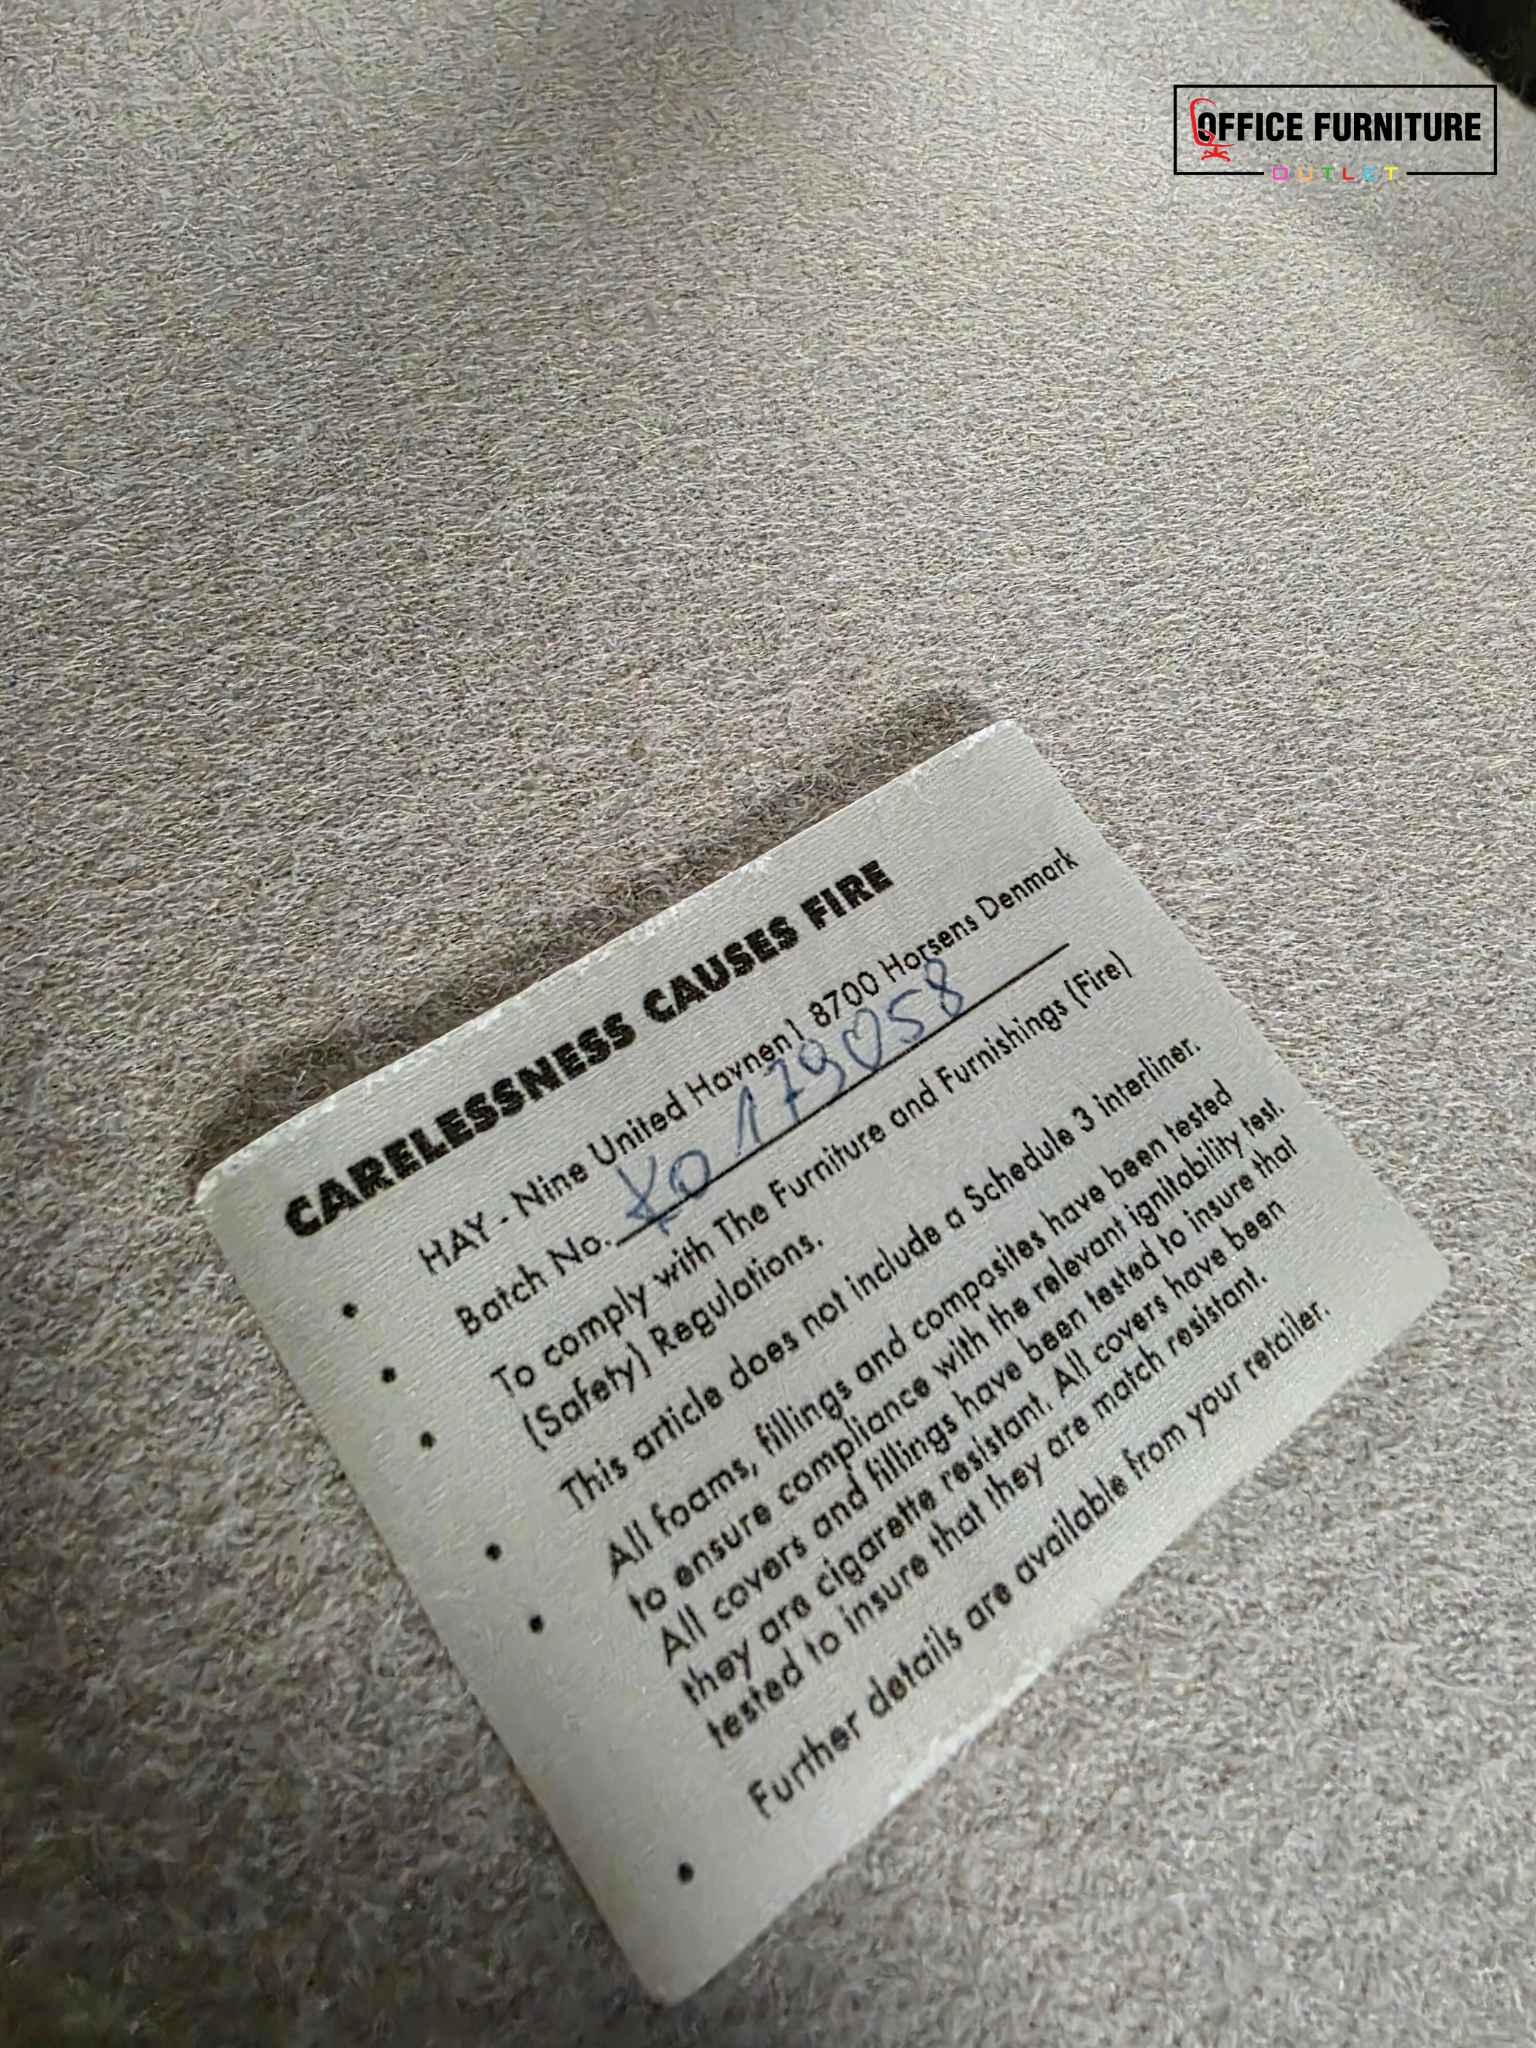 OFFICE FURNITURE
OUTLET
CARELESSNESS CAUSES FIRE
• HAY - Nine United Havnen 1 8700 Horsens Denmark
• Batch No. KO 179058
• To comply with The Furniture and Furnishings (Fire)
(Safety) Regulations.
• This article does not include a Schedule 3 interliner.
• All foams, fillings and composites have been tested
to ensure compliance with the relevant ignitability test.
All covers and fillings have been tested to insure that
they are cigarette resistant. All covers have been
tested to insure that they are match resistant.
• Further details are available from your retailer.